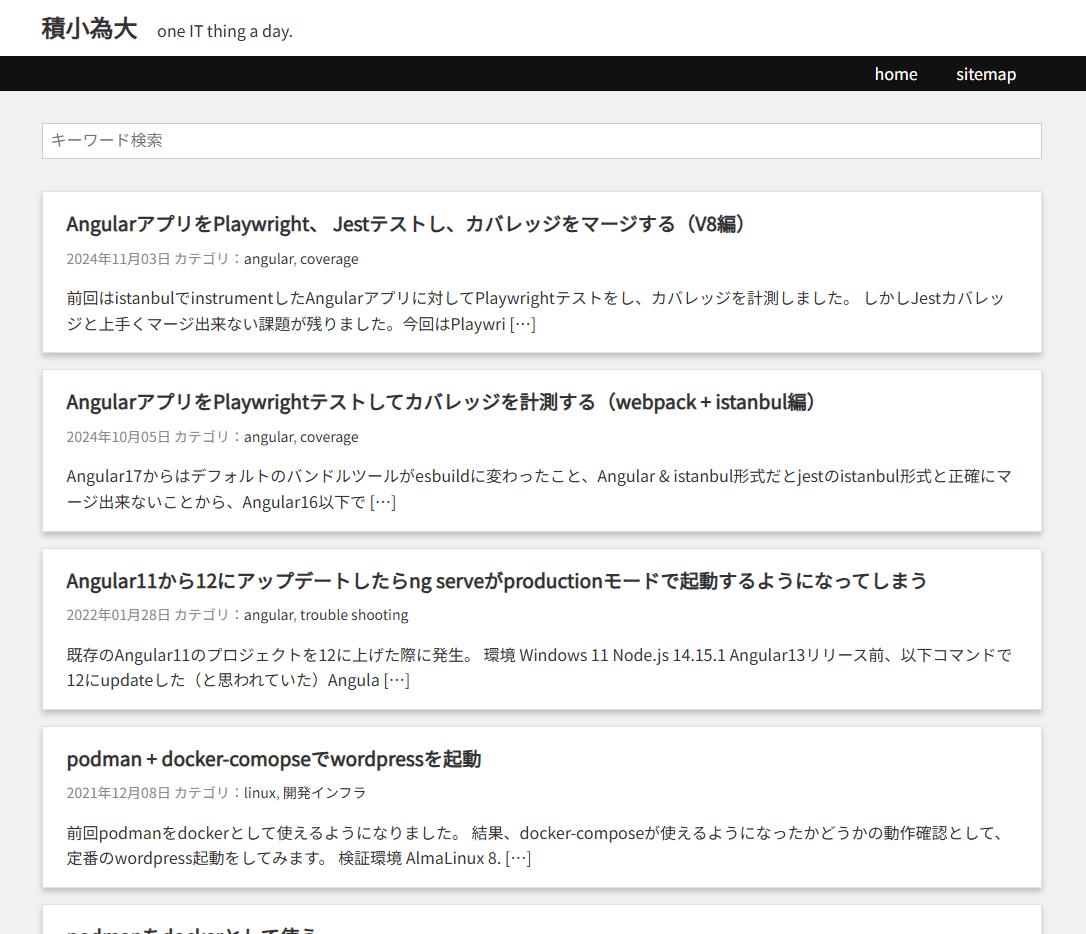 積小為大 one IT thing a day.
home sitemap
キーワード検索
AngularアプリをPlaywright、 Jestテストし、カバレッジをマージする（V8編）
2024年11月03日 カテゴリ：angular, coverage
前回はistanbulでinstrumentしたAngularアプリに対してPlaywrightテストをし、カバレッジを計測しました。 しかしJestカバレッ
ジと上手くマージ出来ない課題が残りました。今回はPlaywri […]
AngularアプリをPlaywrightテストしてカバレッジを計測する（webpack + istanbul編）
2024年10月05日 カテゴリ：angular, coverage
Angular17からはデフォルトのバンドルツールがesbuildに変わったこと、Angular & istanbul形式だとjestのistanbul形式と正確にマ
ージ出来ないことから、Angular16以下で […]
Angular11から12にアップデートしたらng serveがproductionモードで起動するようになってしまう
2022年01月28日 カテゴリ：angular, trouble shooting
既存のAngular11のプロジェクトを12に上げた際に発生。 環境 Windows 11 Node.js 14.15.1 Angular13リリース前、以下コマンドで
12にupdateした（と思われていた）Angula […]
podman + docker-comopseでwordpressを起動
2021年12月08日 カテゴリ：linux, 開発インフラ
前回podmanをdockerとして使えるようになりました。 結果、docker-composeが使えるようになったかどうかの動作確認として、
定番のwordpress起動をしてみます。 検証環境 AlmaLinux 8. […]
podmanをdockerとして使う